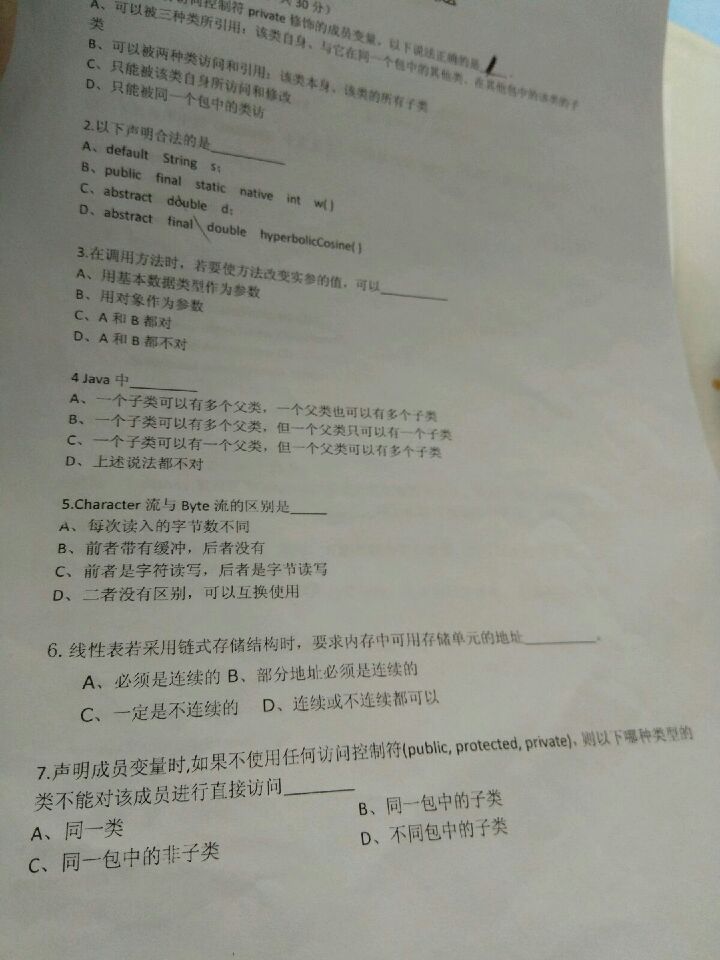 共 30 分）
访问控制符 private 修饰的成员变量，以下说法正确的是
A、可以被三种类所引用：该类自身、与它在同一个包中的其他类、在其他包中的该类的子
类
B、可以被两种类访问和引用：该类本身、该类的所有子类
C、只能被该类自身所访问和修改
D、只能被同一个包中的类访
2.以下声明合法的是________
A、default String s;
B、public final static native int w( )
C、abstract double d;
D、abstract final double hyperbolicCosine( )
3.在调用方法时，若要使方法改变实参的值，可以________
A、用基本数据类型作为参数
B、用对象作为参数
C、A 和 B 都对
D、A 和 B 都不对
4 Java 中________
A、一个子类可以有多个父类，一个父类也可以有多个子类
B、一个子类可以有多个父类，但一个父类只可以有一个子类
C、一个子类可以有一个父类，但一个父类可以有多个子类
D、上述说法都不对
5.Character 流与 Byte 流的区别是____
A、每次读入的字节数不同
B、前者带有缓冲，后者没有
C、前者是字符读写，后者是字节读写
D、二者没有区别，可以互换使用
6. 线性表若采用链式存储结构时，要求内存中可用存储单元的地址________。
A、必须是连续的 B、部分地址必须是连续的
C、一定是不连续的 D、连续或不连续都可以
7.声明成员变量时,如果不使用任何访问控制符(public, protected, private)，则以下哪种类型的
类不能对该成员进行直接访问________
A、同一类 B、同一包中的子类
C、同一包中的非子类 D、不同包中的子类